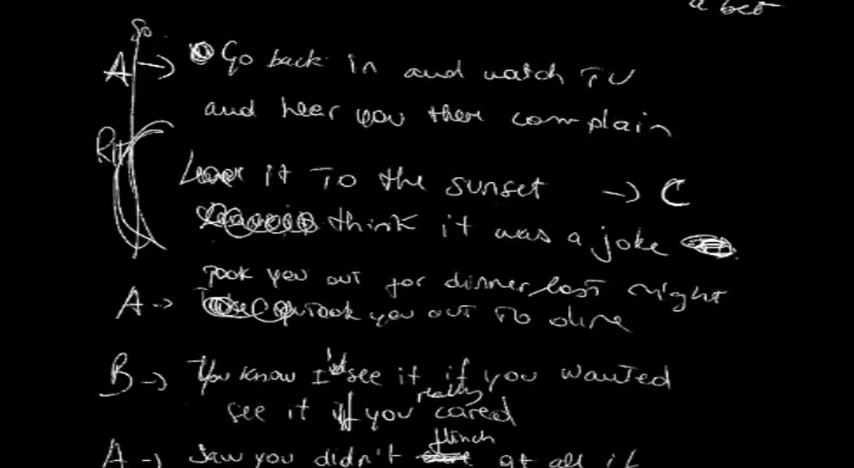 a bet
So
A → Go back in and watch TV
and hear you there complain
Rit
Leave it To the sunset → C
think it was a joke
Took you out for dinner last night
A → Took you out to dine
B → You know I'd see it if you wanted
really
see it if you cared
flinch
A → Saw you didn't at all if